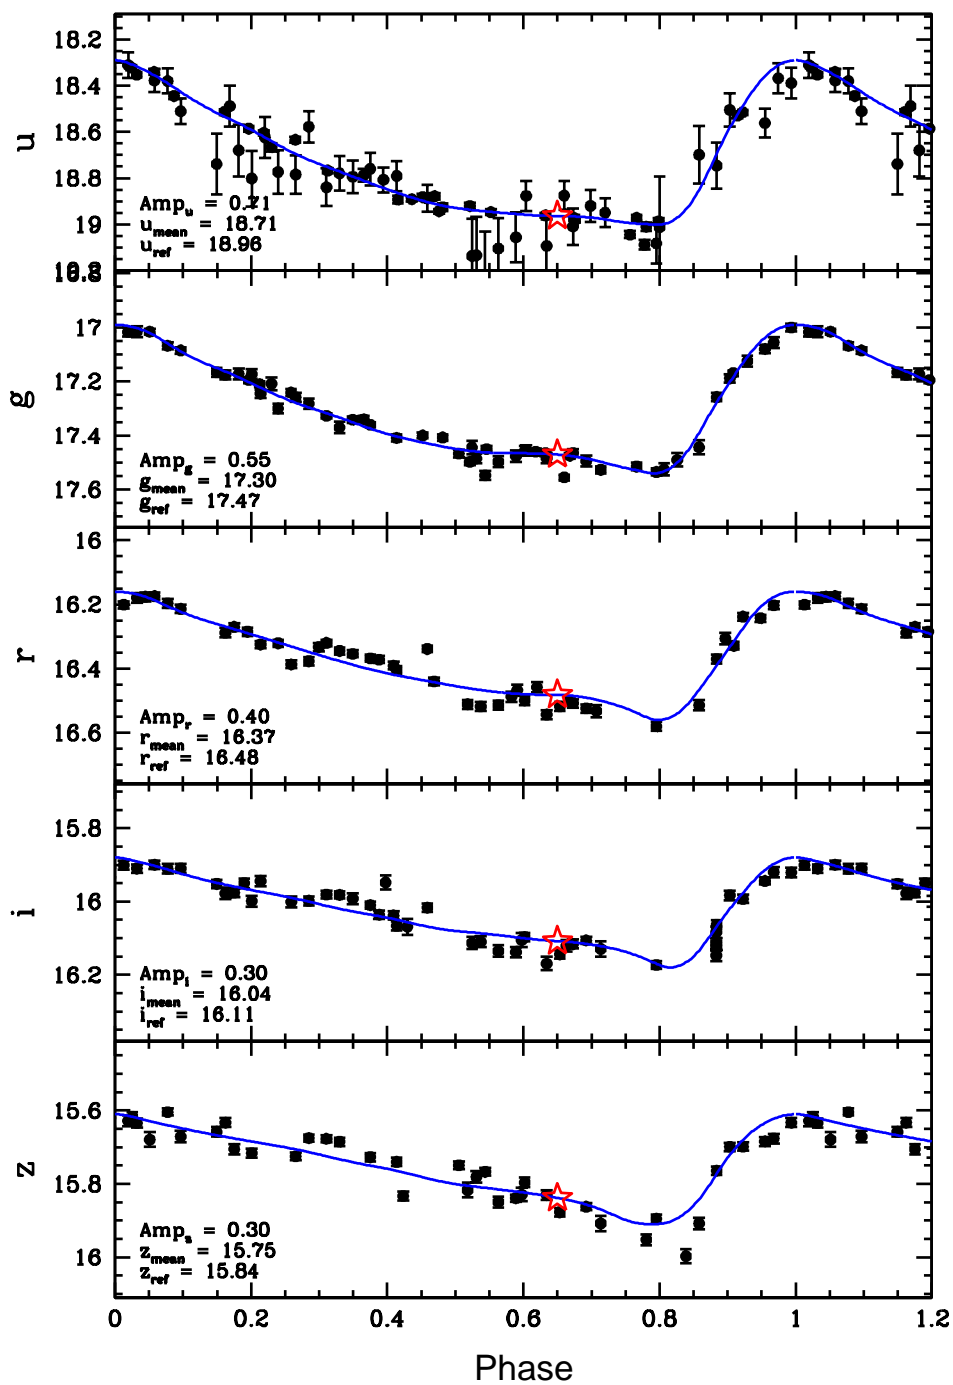 18.2
18.4
18.6
18.8
19
u
Amp_u = 0.71
u_mean = 18.71
u_ref = 18.96
16.8
17
17.2
17.4
17.6
g
Amp_g = 0.55
g_mean = 17.30
g_ref = 17.47
16
16.2
16.4
16.6
r
Amp_r = 0.40
r_mean = 16.37
r_ref = 16.48
15.8
16
16.2
i
Amp_i = 0.30
i_mean = 16.04
i_ref = 16.11
15.6
15.8
16
z
Amp_z = 0.30
z_mean = 15.75
z_ref = 15.84
0 0.2 0.4 0.6 0.8 1 1.2
Phase